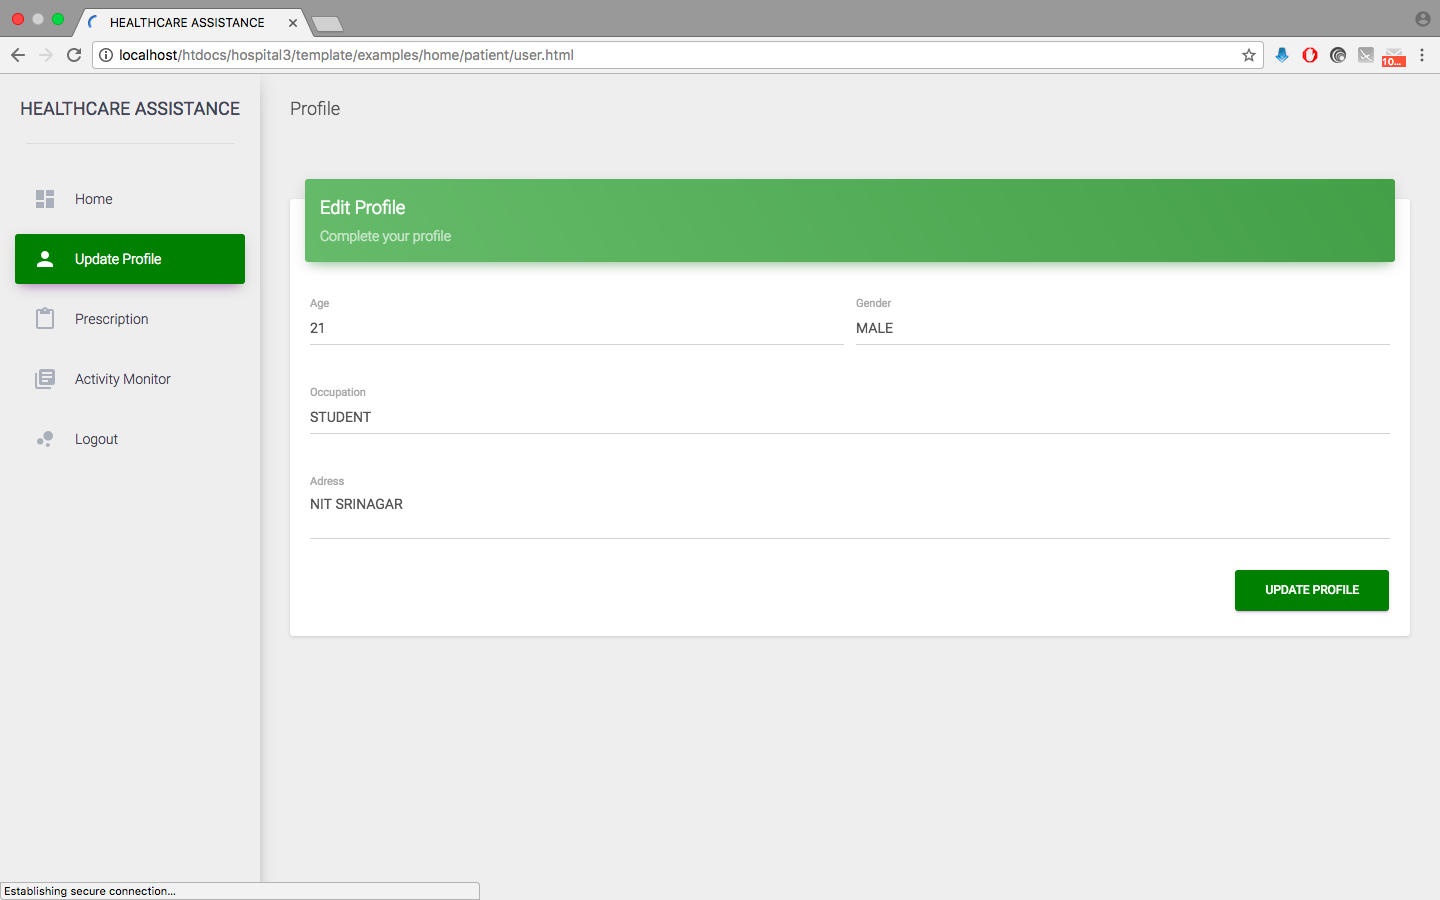 HEALTHCARE ASSISTANCE
localhost/htdocs/hospital3/template/examples/home/patient/user.html
10...
HEALTHCARE ASSISTANCE
Home
Update Profile
Prescription
Activity Monitor
Logout
Profile
Edit Profile
Complete your profile
Age
Gender
21
MALE
Occupation
STUDENT
Adress
NIT SRINAGAR
UPDATE PROFILE
Establishing secure connection...